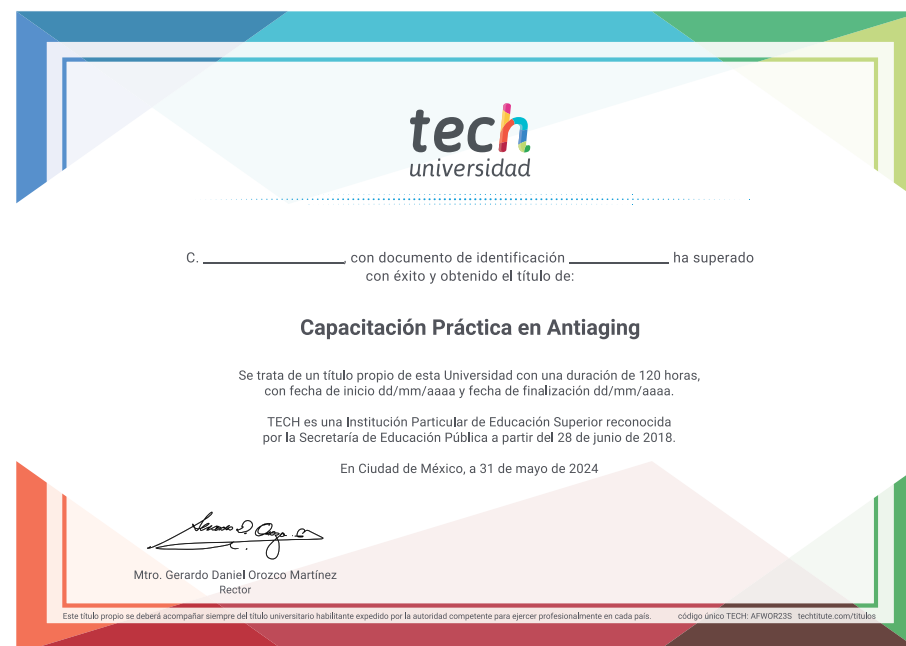 tech
universidad
C. ____________________, con documento de identificación ______________ ha superado
con éxito y obtenido el título de:
Capacitación Práctica en Antiaging
Se trata de un título propio de esta Universidad con una duración de 120 horas,
con fecha de inicio dd/mm/aaaa y fecha de finalización dd/mm/aaaa.
TECH es una Institución Particular de Educación Superior reconocida
por la Secretaría de Educación Pública a partir del 28 de junio de 2018.
En Ciudad de México, a 31 de mayo de 2024
Mtro. Gerardo Daniel Orozco Martínez
Rector
Este título propio se deberá acompañar siempre del título universitario habilitante expedido por la autoridad competente para ejercer profesionalmente en cada país. código único TECH: AFWOR23S techtitute.com/titulos